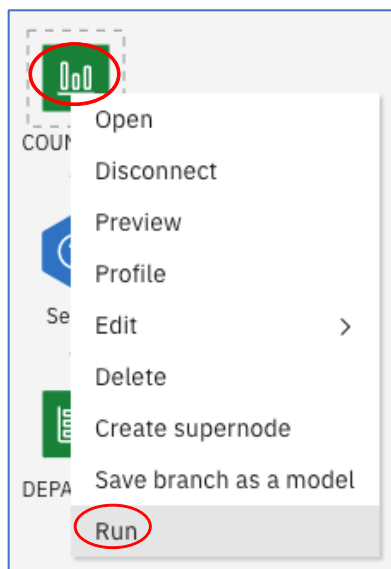 Open
COUN
Disconnect
Preview
Profile
Se
Edit
Delete
Create supernode
Save branch as a model
DEPA
Run